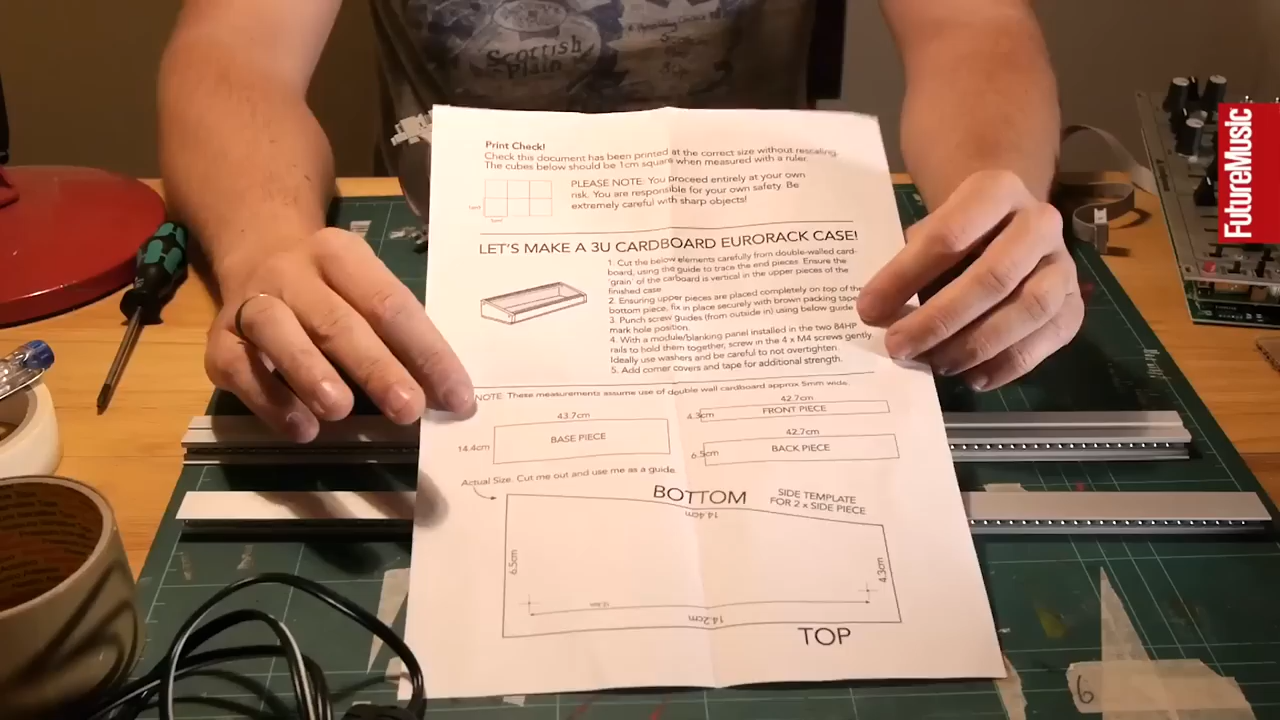 Scottish
Plain
FutureMusic
Print Check!
Check this document has been printed at the correct size without rescaling.
The cubes below should be 1cm square when measured with a ruler.
PLEASE NOTE: You proceed entirely at your own
risk. You are responsible for your own safety. Be
extremely careful with sharp objects!
LET'S MAKE A 3U CARDBOARD EURORACK CASE!
1. Cut the below elements carefully from double-walled card-
board, using the guide to trace the end pieces. Ensure the
'grain' of the carboard is vertical in the upper pieces of the
finished case
2. Ensuring upper pieces are placed completely on top of the
bottom piece, fix in place securely with brown packing tape
3. Punch screw guides (from outside in) using below guide
mark hole position.
4. With a module/blanking panel installed in the two 84HP
rails to hold them together, screw in the 4 x M4 screws gently.
Ideally use washers and be careful to not overtighten
5. Add corner covers and tape for additional strength.
NOTE: These measurements assume use of double wall cardboard approx 5mm wide.
43.7cm
14.4cm
BASE PIECE
42.7cm
4.3cm
FRONT PIECE
42.7cm
6.5cm
BACK PIECE
Actual Size. Cut me out and use me as a guide.
BOTTOM
SIDE TEMPLATE
FOR 2 x SIDE PIECE
14.4cm
6.5cm
4.3cm
14.2cm
TOP
6